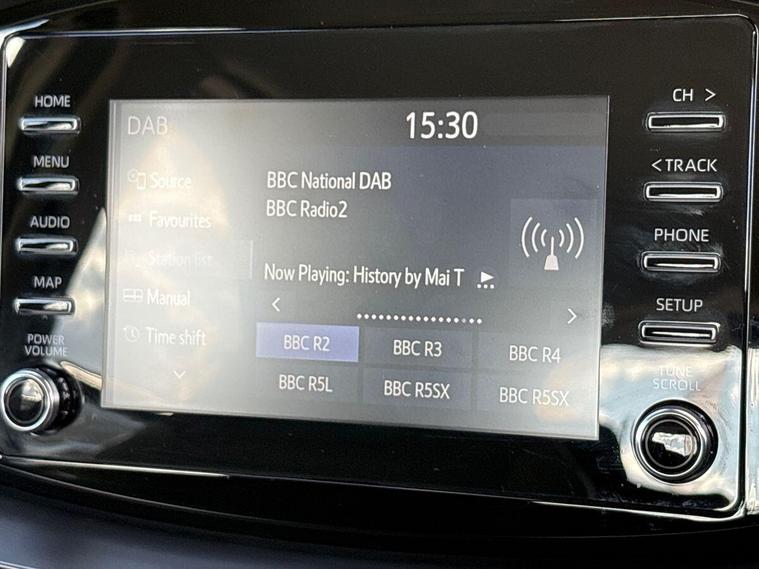 HOME
MENU
AUDIO
MAP
POWER
VOLUME
DAB
15:30
Source
Favourites
Station list
Manual
Time shift
BBC National DAB
BBC Radio2
Now Playing: History by Mai T
BBC R2 BBC R3 BBC R4
BBC R5L BBC R5SX BBC R5SX
CH >
< TRACK
PHONE
SETUP
TUNE
SCROLL